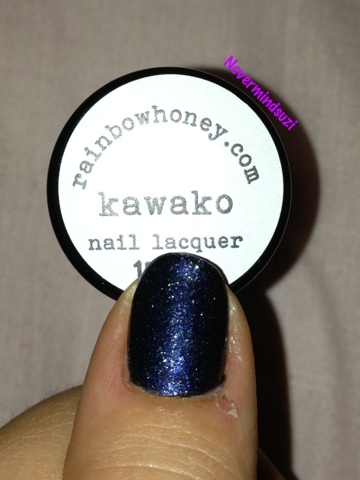 Nevermindsuzi
rainbowhoney.com
kawako
nail lacquer